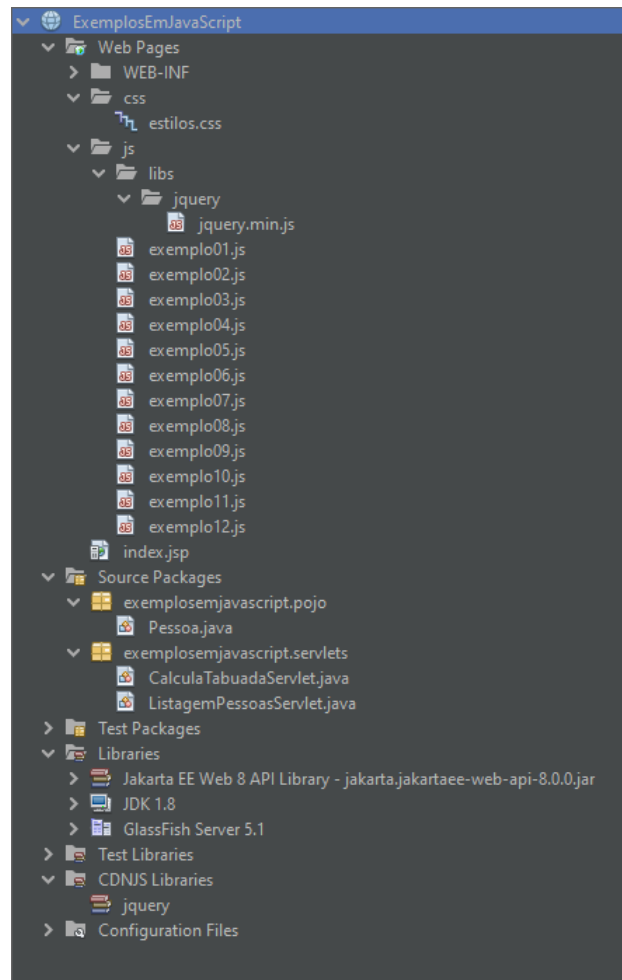 ExemplosEmJavaScript
Web Pages
WEB-INF
css
estilos.css
js
libs
jquery
jquery.min.js
exemplo01.js
exemplo02.js
exemplo03.js
exemplo04.js
exemplo05.js
exemplo06.js
exemplo07.js
exemplo08.js
exemplo09.js
exemplo10.js
exemplo11.js
exemplo12.js
index.jsp
Source Packages
exemplosemjavascript.pojo
Pessoa.java
exemplosemjavascript.servlets
CalculaTabuadaServlet.java
ListagemPessoasServlet.java
Test Packages
Libraries
Jakarta EE Web 8 API Library - jakarta.jakartaee-web-api-8.0.0.jar
JDK 1.8
GlassFish Server 5.1
Test Libraries
CDNJS Libraries
jquery
Configuration Files